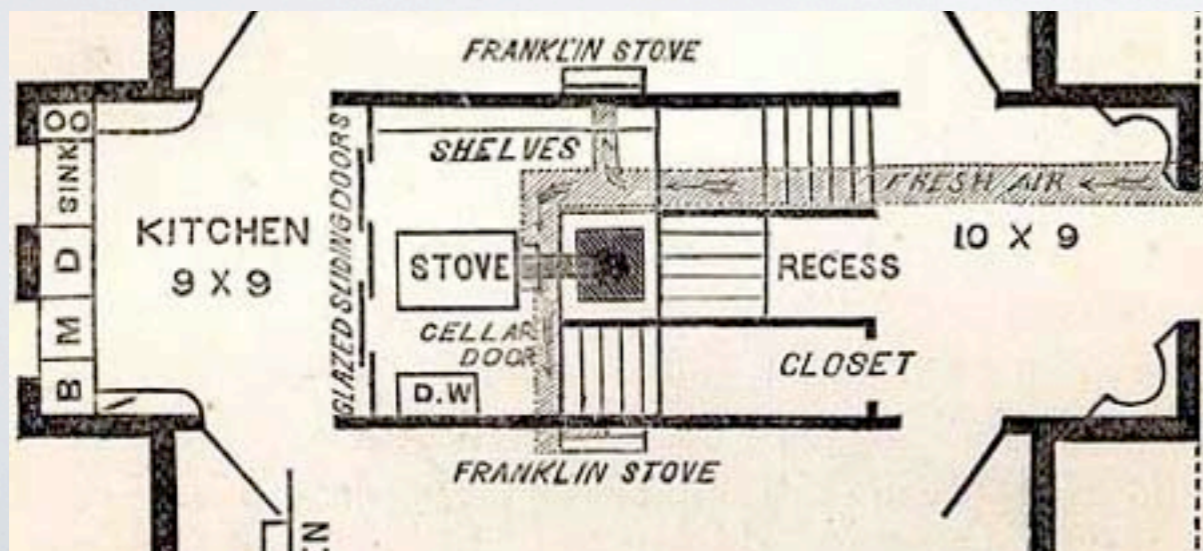 FRANKLIN STOVE
OO
SINK
D
M
B
KITCHEN
9 X 9
GLAZED SLIDING DOORS
SHELVES
STOVE
CELLAR
DOOR
D.W
FRESH AIR
10 X 9
RECESS
CLOSET
FRANKLIN STOVE